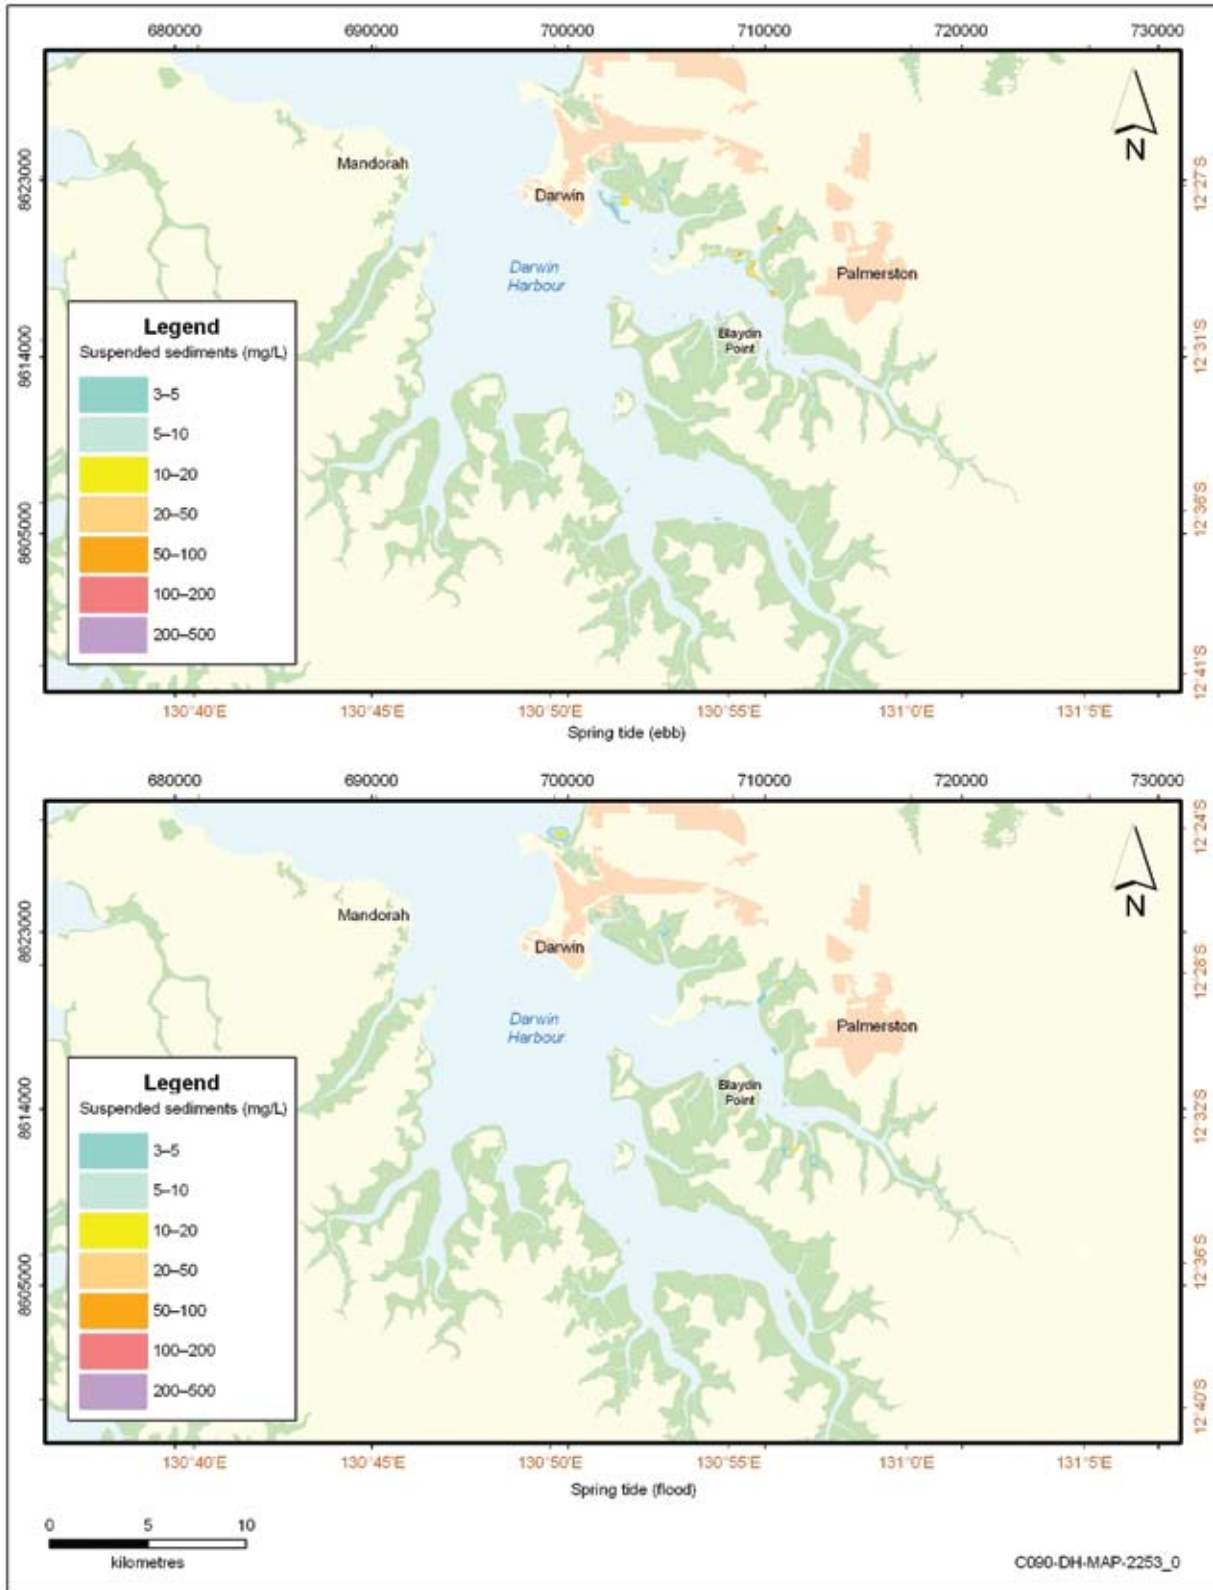 680000 690000 700000 710000 720000 730000
N
Mandorah
8623000
12°27'S
Darwin
Darwin
Harbour
Palmerston
Legend
Suspended sediments (mg/L)
Blaydin
Point
8614000
12°31'S
3–5
5–10
10–20
20–50
50–100
100–200
200–500
8605000
12°36'S
12°41'S
130°40'E 130°45'E 130°50'E 130°55'E 131°0'E 131°5'E
Spring tide (ebb)
680000 690000 700000 710000 720000 730000
12°24'S
N
Mandorah
8623000
Darwin
12°28'S
Darwin
Harbour
Palmerston
Legend
Suspended sediments (mg/L)
Blaydin
Point
8614000
12°32'S
3–5
5–10
10–20
20–50
50–100
100–200
200–500
8605000
12°36'S
12°40'S
130°40'E 130°45'E 130°50'E 130°55'E 131°0'E 131°5'E
Spring tide (flood)
0 5 10
kilometres
C090-DH-MAP-2253_0